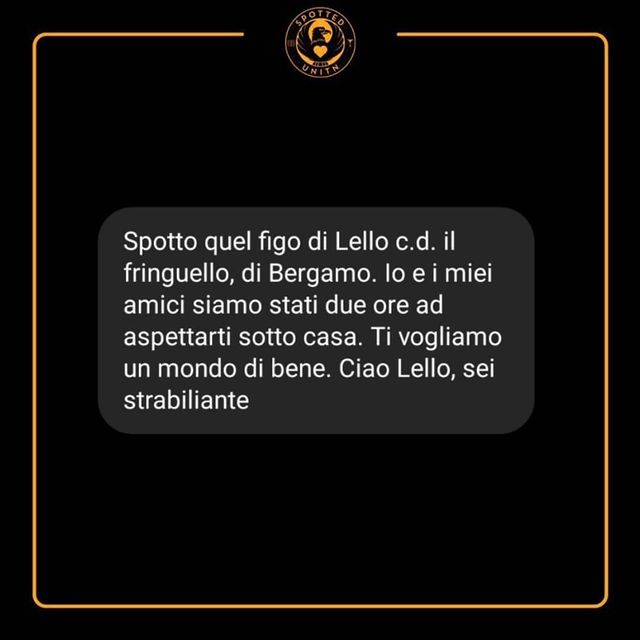 SPOTTED
UNITN
Spotto quel figo di Lello c.d. il
fringuello, di Bergamo. Io e i miei
amici siamo stati due ore ad
aspettarti sotto casa. Ti vogliamo
un mondo di bene. Ciao Lello, sei
strabiliante